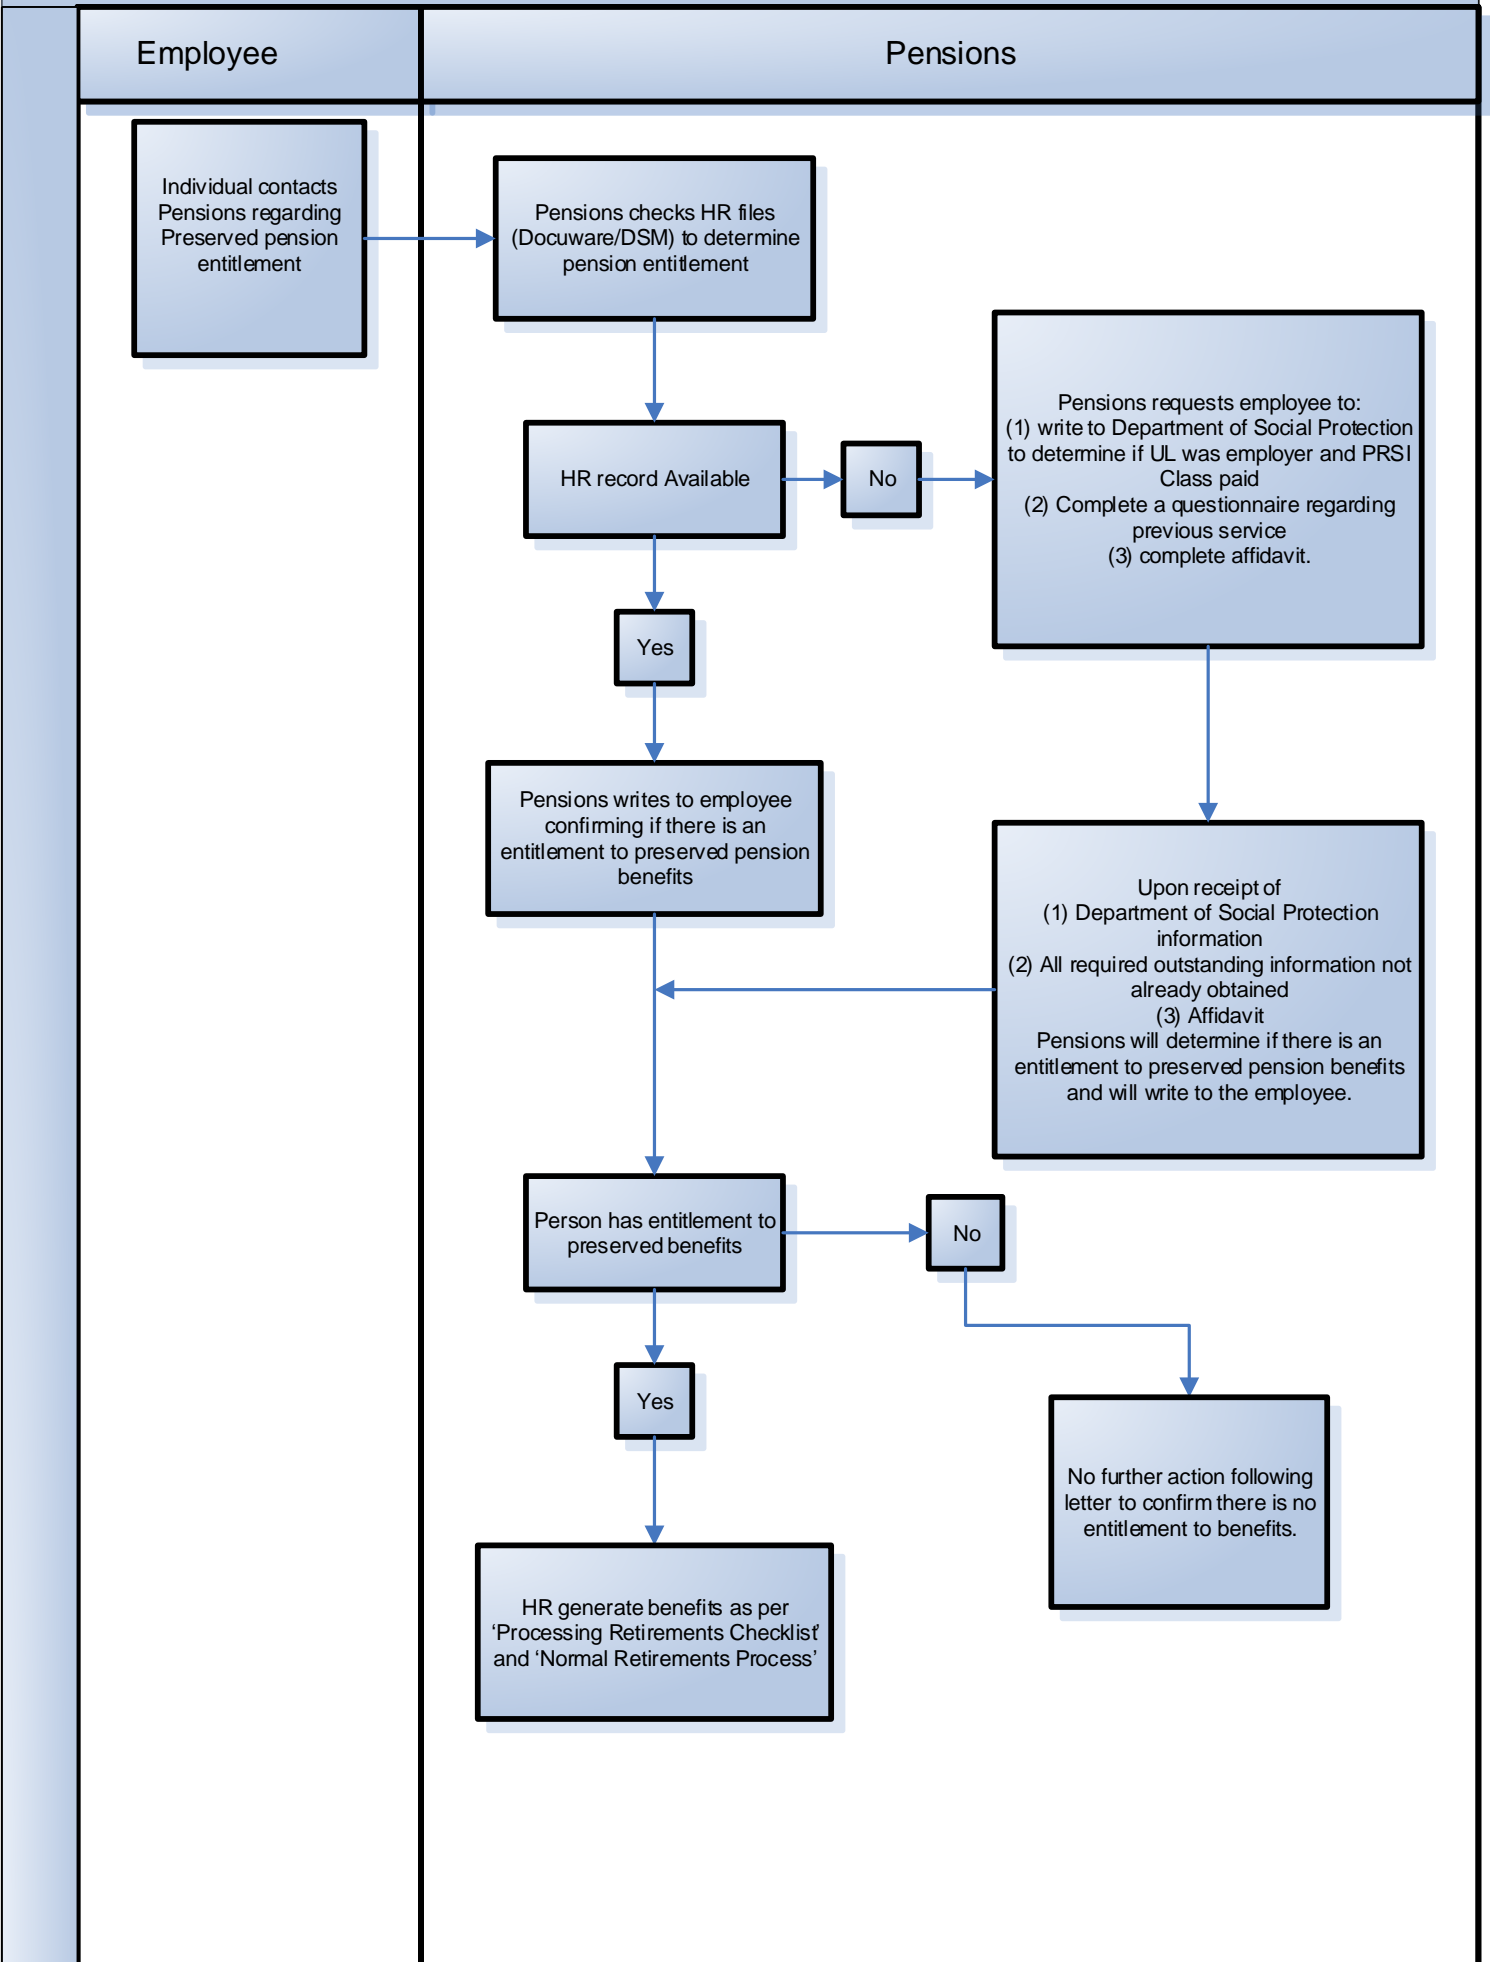 Employee
Pensions
Individual contacts
Pensions regarding
Preserved pension
entitlement
Pensions checks HR files
(Docuware/DSM) to determine
pension entitlement
HR record Available
No
Pensions requests employee to:
(1) write to Department of Social Protection
to determine if UL was employer and PRSI
Class paid
(2) Complete a questionnaire regarding
previous service
(3) complete affidavit.
Yes
Pensions writes to employee
confirming if there is an
entitlement to preserved pension
benefits
Upon receipt of
(1) Department of Social Protection
information
(2) All required outstanding information not
already obtained
(3) Affidavit
Pensions will determine if there is an
entitlement to preserved pension benefits
and will write to the employee.
Person has entitlement to
preserved benefits
No
Yes
No further action following
letter to confirm there is no
entitlement to benefits.
HR generate benefits as per
‘Processing Retirements Checklist’
and ‘Normal Retirements Process’